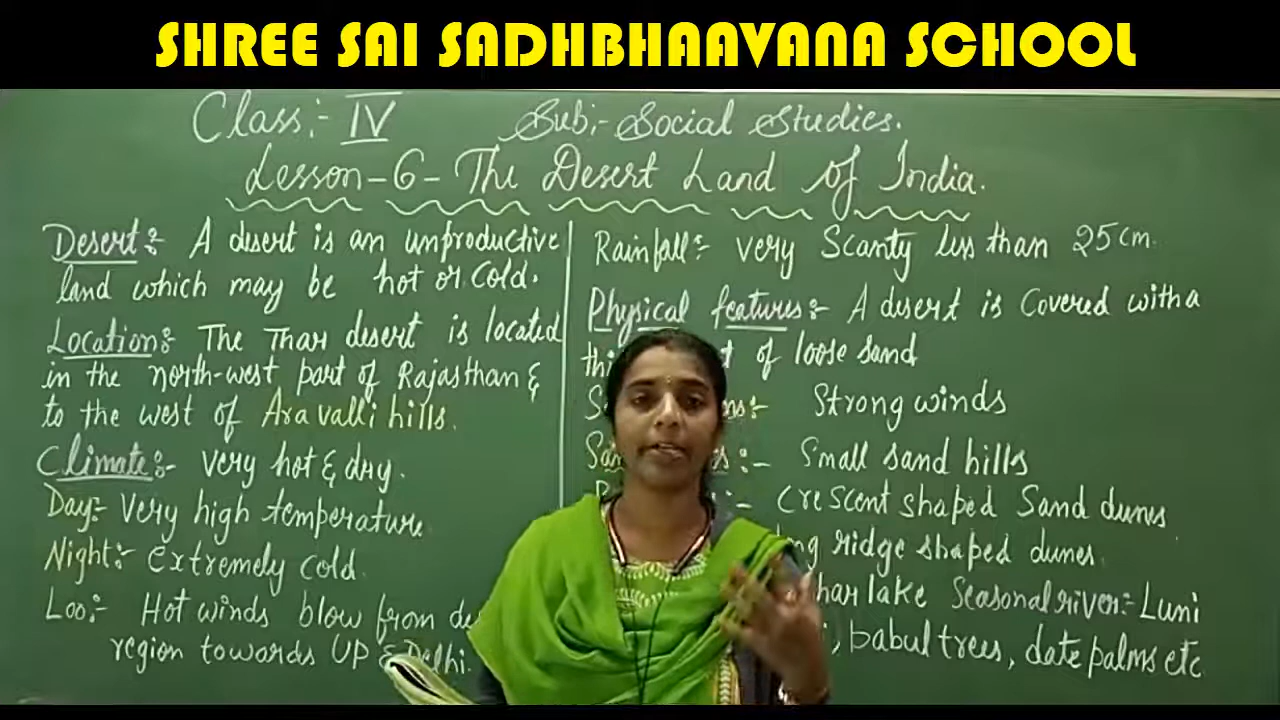 SHREE SAI SADHBHAAVANA SCHOOL
Class:- IV
Sub:- Social Studies.
Lesson-6- The Desert Land of India.
Desert:- A desert is an unproductive
land which may be hot or cold.
Location:- The Thar desert is located
in the north-west part of Rajasthan &
to the west of Aravalli hills.
Climate:- very hot & dry.
Day:- Very high temperature
Night:- Extremely cold
Loo:- Hot winds blow from
region towards UP & Delhi.
Rainfall:- very Scanty less than 25cm.
Physical features:- A desert is Covered with a
of loose sand
Strong winds
Small sand hills
:- Crescent shaped Sand dunes
ridge shaped dunes.
lake Seasonal river:- Luni
, babul trees, date palms etc